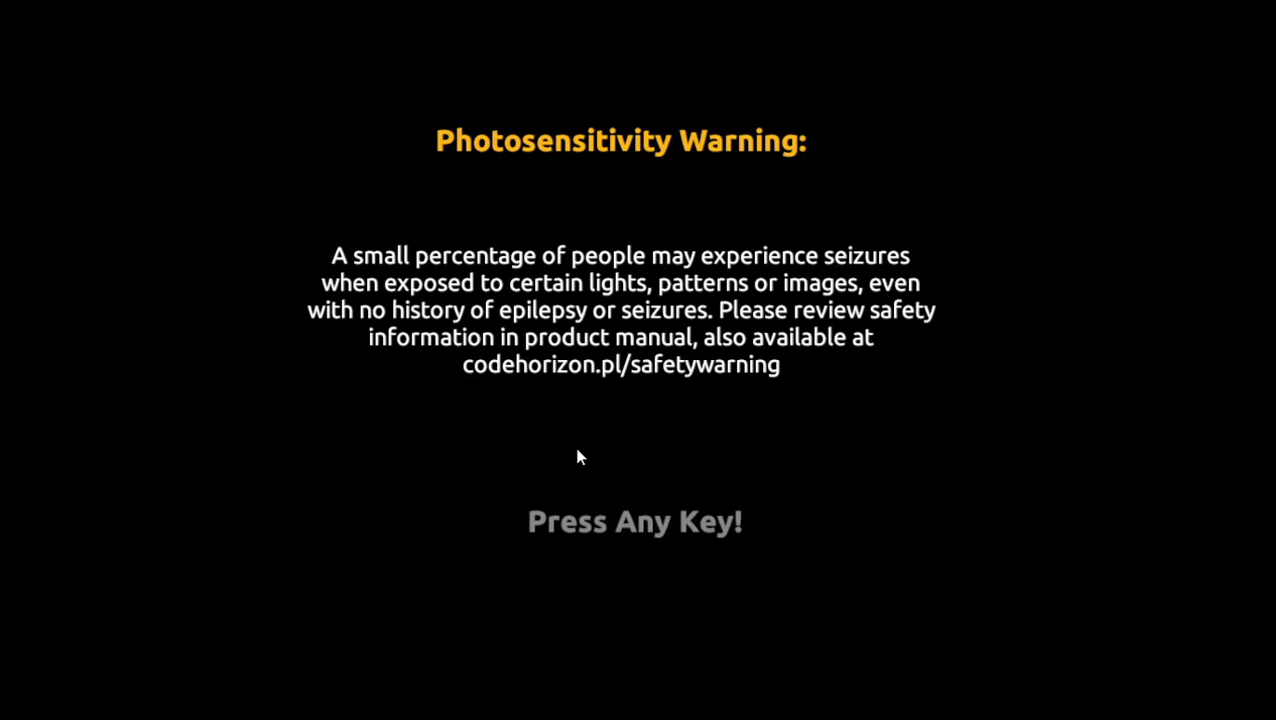 Photosensitivity Warning:
A small percentage of people may experience seizures
when exposed to certain lights, patterns or images, even
with no history of epilepsy or seizures. Please review safety
information in product manual, also available at
codehorizon.pl/safetywarning
Press Any Key!